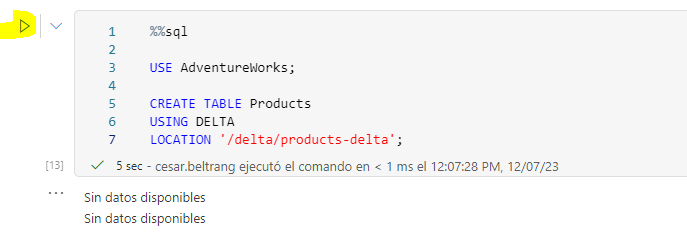 1 %%sql
2
3 USE AdventureWorks;
4
5 CREATE TABLE Products
6 USING DELTA
7 LOCATION '/delta/products-delta';
[13] 5 sec - cesar.beltrang ejecutó el comando en < 1 ms el 12:07:28 PM, 12/07/23
... Sin datos disponibles
Sin datos disponibles